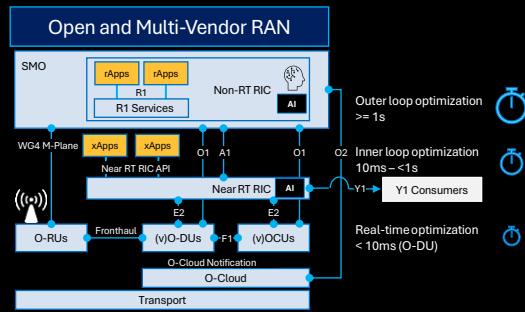 Open and Multi-Vendor RAN
SMO
rApps
rApps
R1
R1 Services
Non-RT RIC
AI
Outer loop optimization
>= 1s
WG4 M-Plane
xApps
xApps
O1
A1
O1
O2
Near RT RIC API
Inner loop optimization
10ms – <1s
Near RT RIC
AI
Y1
Y1 Consumers
E2
E2
O-RUs
Fronthaul
(v)O-DUs
F1
(v)OCUs
Real-time optimization
< 10ms (O-DU)
O-Cloud Notification
O-Cloud
Transport